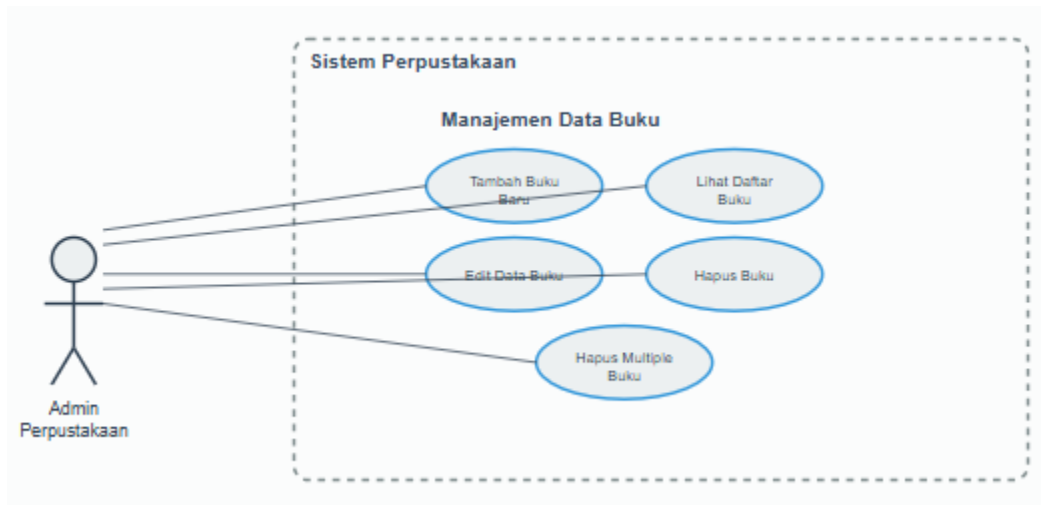 Sistem Perpustakaan
Manajemen Data Buku
Tambah Buku
Baru
Lihat Daftar
Buku
Edit Data Buku
Hapus Buku
Hapus Multiple
Buku
Admin
Perpustakaan